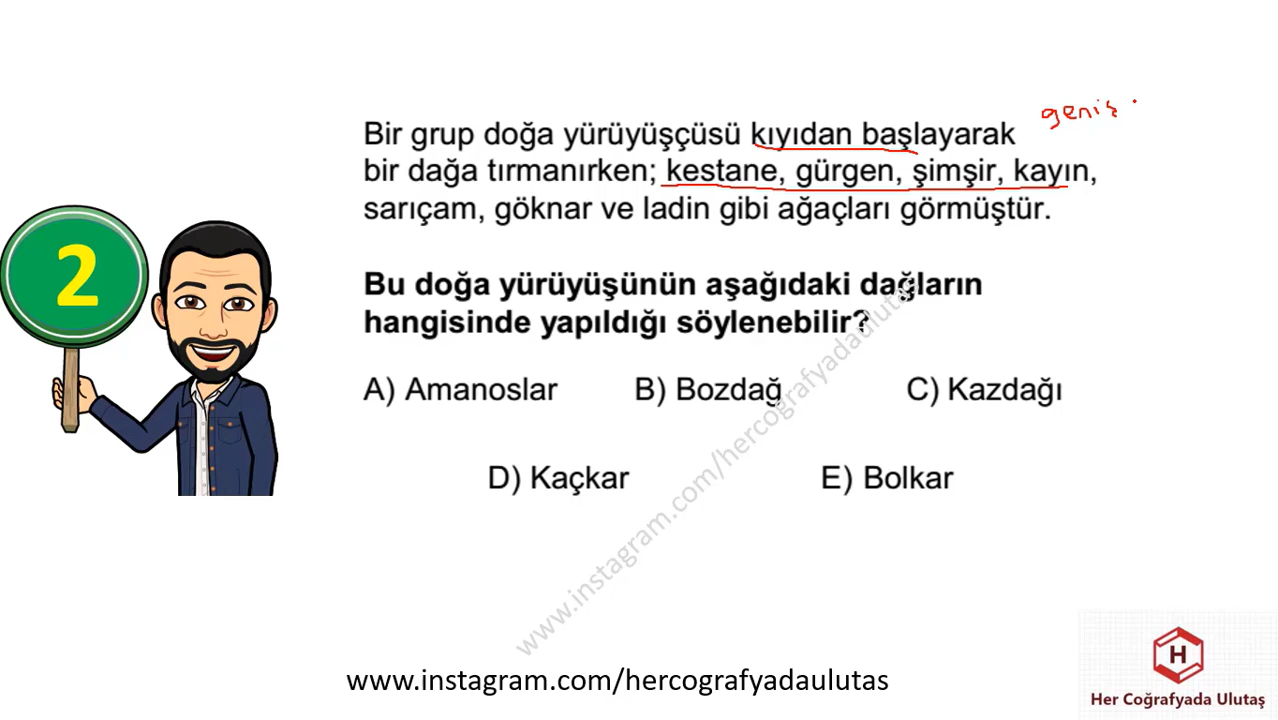 geniş
Bir grup doğa yürüyüşçüsü kıyıdan başlayarak
bir dağa tırmanırken; kestane, gürgen, şimşir, kayın,
sarıçam, göknar ve ladin gibi ağaçları görmüştür.
2
Bu doğa yürüyüşünün aşağıdaki dağların
hangisinde yapıldığı söylenebilir?
A) Amanoslar B) Bozdağ C) Kazdağı
D) Kaçkar E) Bolkar
www.instagram.com/hercografyadaulutas
H
www.instagram.com/hercografyadaulutas
Her Coğrafyada Ulutaş